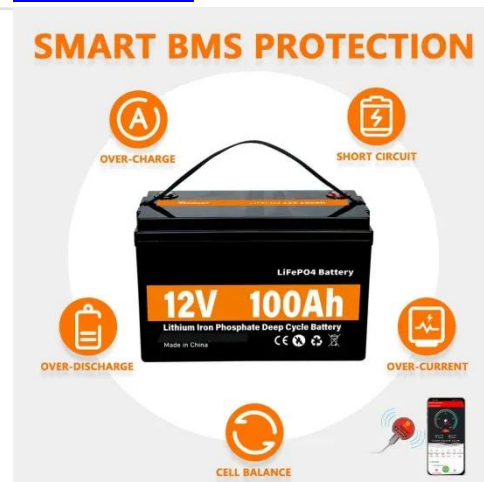 SMART BMS PROTECTION
OVER-CHARGE
SHORT CIRCUIT
LiFePO4 Battery
12V 100Ah
Lithium Iron Phosphate Deep Cycle Battery
Made in China
CE
OVER-DISCHARGE
OVER-CURRENT
CELL BALANCE